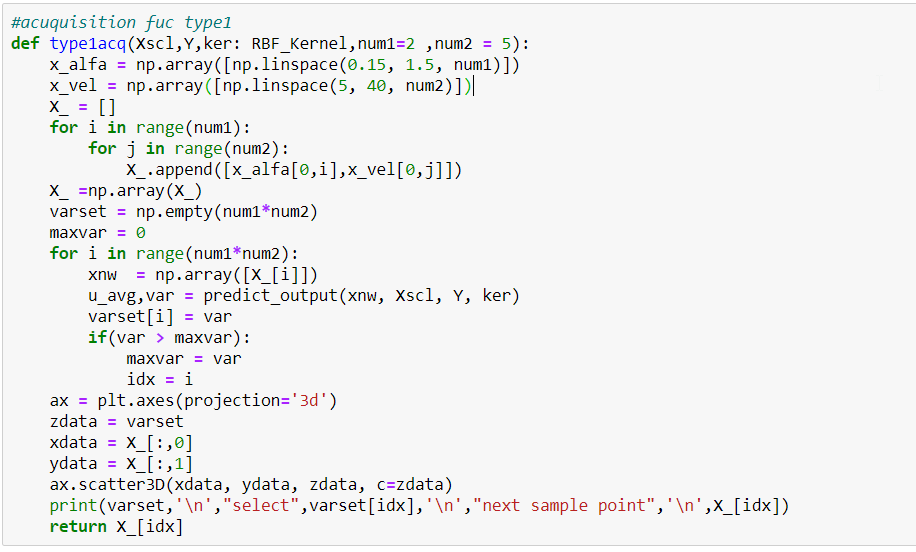 #acuquisition fuc type1
def type1acq(Xscl,Y,ker: RBF_Kernel,num1=2 ,num2 = 5):
    x_alfa = np.array([np.linspace(0.15, 1.5, num1)])
    x_vel = np.array([np.linspace(5, 40, num2)])
    X_ = []
    for i in range(num1):
        for j in range(num2):
            X_.append([x_alfa[0,i],x_vel[0,j]])
    X_ =np.array(X_)
    varset = np.empty(num1*num2)
    maxvar = 0
    for i in range(num1*num2):
        xnw  = np.array([X_[i]])
        u_avg,var = predict_output(xnw, Xscl, Y, ker)
        varset[i] = var
        if(var > maxvar):
            maxvar = var
            idx = i
    ax = plt.axes(projection='3d')
    zdata = varset
    xdata = X_[:,0]
    ydata = X_[:,1]
    ax.scatter3D(xdata, ydata, zdata, c=zdata)
    print(varset,'\n',"select",varset[idx],'\n',"next sample point",'\n',X_[idx])
    return X_[idx]